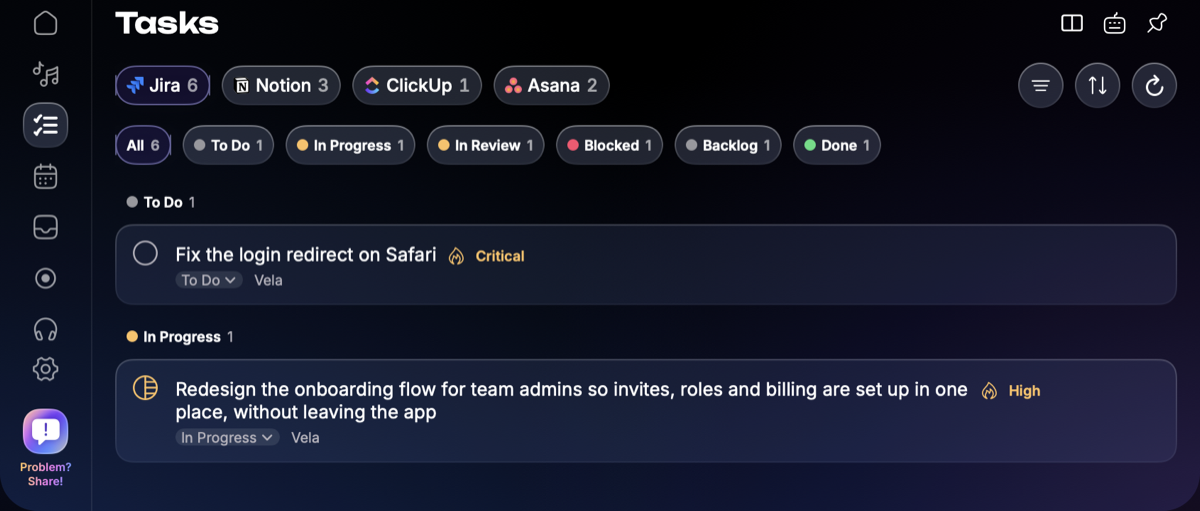 Tasks
Jira 6
Notion 3
ClickUp 1
Asana 2
All 6
To Do 1
In Progress 1
In Review 1
Blocked 1
Backlog 1
Done 1
To Do 1
Fix the login redirect on Safari
Critical
To Do
Vela
In Progress 1
Redesign the onboarding flow for team admins so invites, roles and billing are set up in one
High
place, without leaving the app
In Progress
Vela
Problem?
Share!